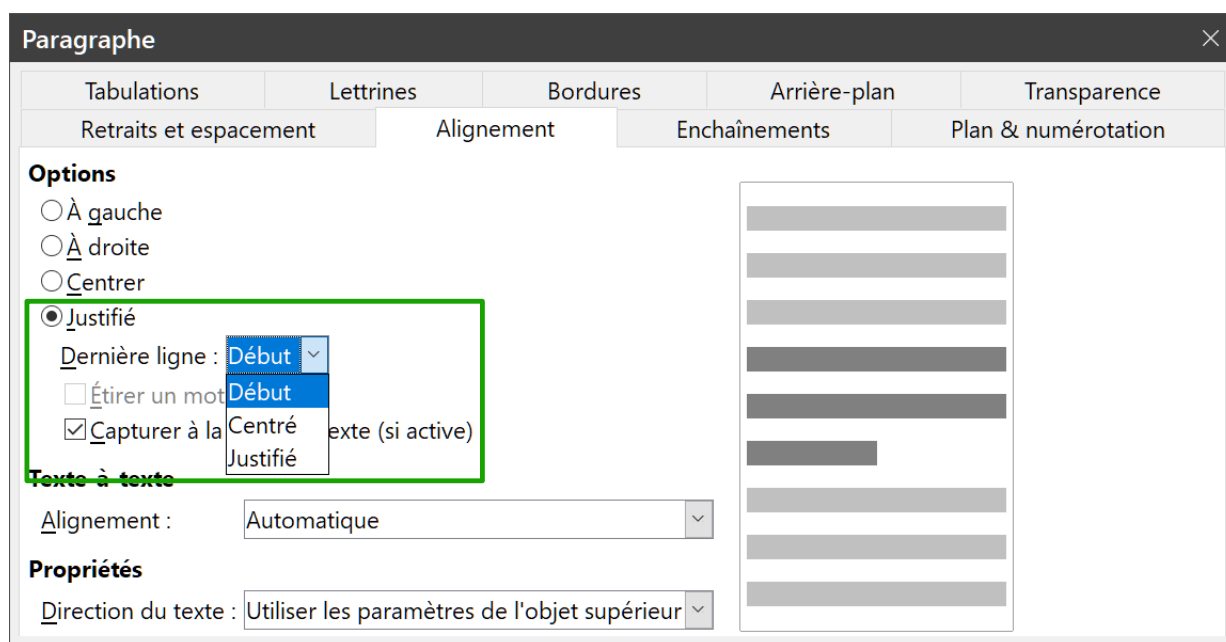 Paragraphe
Tabulations Lettrines Bordures Arrière-plan Transparence
Retraits et espacement Alignement Enchaînements Plan & numérotation
Options
À gauche
À droite
Centrer
Justifié
Dernière ligne : Début
Début
Étirer un mot
Centré
Capturer à la exte (si active)
Justifié
Texte à texte
Alignement : Automatique
Propriétés
Direction du texte : Utiliser les paramètres de l'objet supérieur